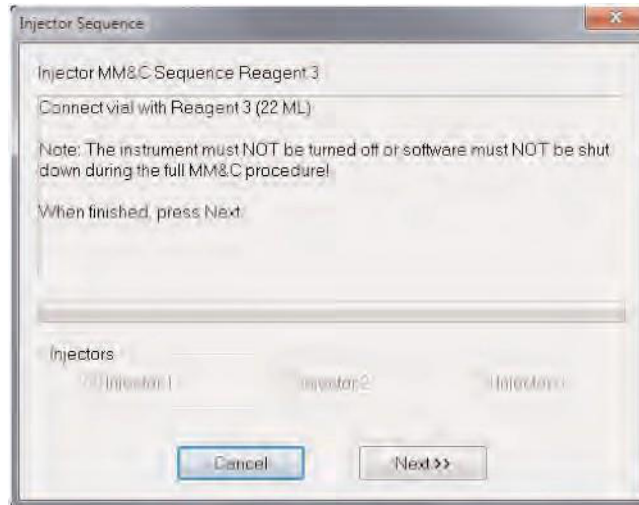 Injector Sequence
Injector MM&C Sequence Reagent 3
Connect vial with Reagent 3 (22 ML)
Note: The instrument must NOT be turned off or software must NOT be shut
down during the full MM&C procedure!
When finished, press Next.
Injectors
Injector 1
Injector 2
Cancel
Next >>